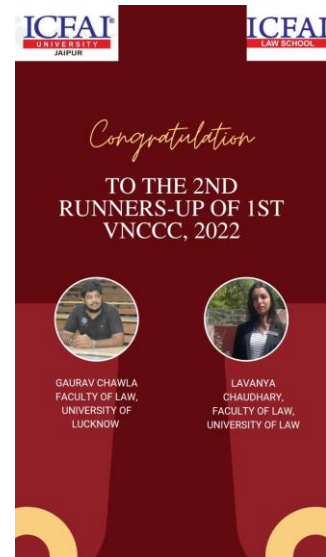 ICFAI
UNIVERSITY
JAIPUR
ICFAI
LAW SCHOOL
Congratulation
TO THE 2ND
RUNNERS-UP OF 1ST
VNCCC, 2022
GAURAV CHAWLA
FACULTY OF LAW,
UNIVERSITY OF
LUCKNOW
LAVANYA
CHAUDHARY,
FACULTY OF LAW,
UNIVERSITY OF LAW